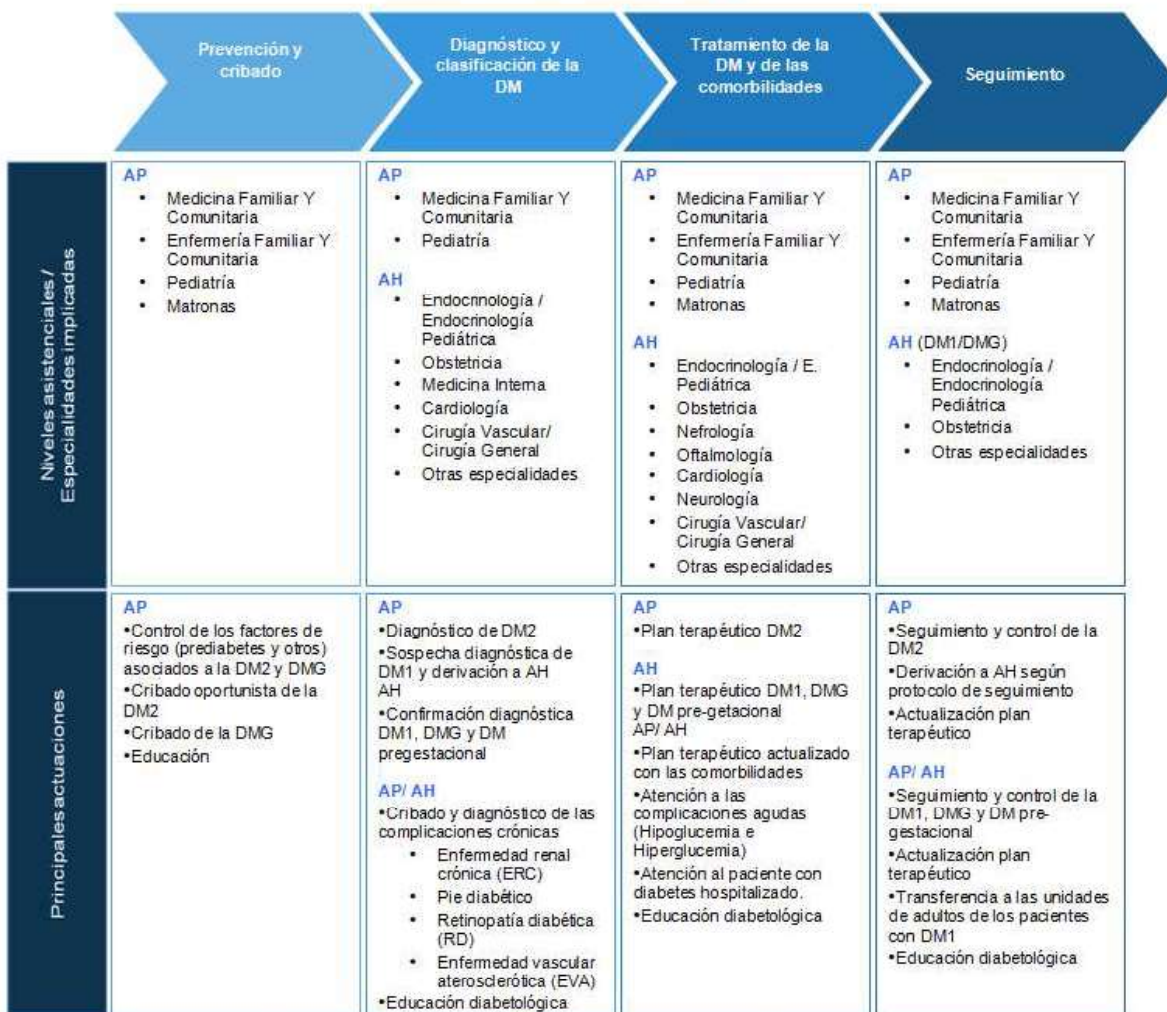 Prevención y
cribado
Diagnóstico y
clasificación de la
DM
Tratamiento de la
DM y de las
comorbilidades
Seguimiento
Niveles asistenciales /
Especialidades implicadas
AP
• Medicina Familiar Y
Comunitaria
• Enfermería Familiar Y
Comunitaria
• Pediatría
• Matronas
AP
• Medicina Familiar Y
Comunitaria
• Pediatría
AH
• Endocrinología /
Endocrinología
Pediátrica
• Obstetricia
• Medicina Interna
• Cardiología
• Cirugía Vascular/
Cirugía General
• Otras especialidades
AP
• Medicina Familiar Y
Comunitaria
• Enfermería Familiar Y
Comunitaria
• Pediatría
• Matronas
AH
• Endocrinología / E.
Pediátrica
• Obstetricia
• Nefrología
• Oftalmología
• Cardiología
• Neurología
• Cirugía Vascular/
Cirugía General
• Otras especialidades
AP
• Medicina Familiar Y
Comunitaria
• Enfermería Familiar Y
Comunitaria
• Pediatría
• Matronas
AH (DM1/DMG)
• Endocrinología /
Endocrinología
Pediátrica
• Obstetricia
• Otras especialidades
Principales actuaciones
AP
•Control de los factores de
riesgo (prediabetes y otros)
asociados a la DM2 y DMG
•Cribado oportunista de la
DM2
•Cribado de la DMG
•Educación
AP
•Diagnóstico de DM2
•Sospecha diagnóstica de
DM1 y derivación a AH
AH
•Confirmación diagnóstica
DM1, DMG y DM
pregestacional
AP/ AH
•Cribado y diagnóstico de las
complicaciones crónicas
• Enfermedad renal
crónica (ERC)
• Pie diabético
• Retinopatía diabética
(RD)
• Enfermedad vascular
aterosclerótica (EVA)
•Educación diabetológica
AP
•Plan terapéutico DM2
AH
•Plan terapéutico DM1, DMG
y DM pre-getacional
AP/ AH
•Plan terapéutico actualizado
con las comorbilidades
•Atención a las
complicaciones agudas
(Hipoglucemia e
Hiperglucemia)
•Atención al paciente con
diabetes hospitalizado.
•Educación diabetológica
AP
•Seguimiento y control de la
DM2
•Derivación a AH según
protocolo de seguimiento
•Actualización plan
terapéutico
AP/ AH
•Seguimiento y control de la
DM1, DMG y DM pre-
gestacional
•Actualización plan
terapéutico
•Transferencia a las unidades
de adultos de los pacientes
con DM1
•Educación diabetológica